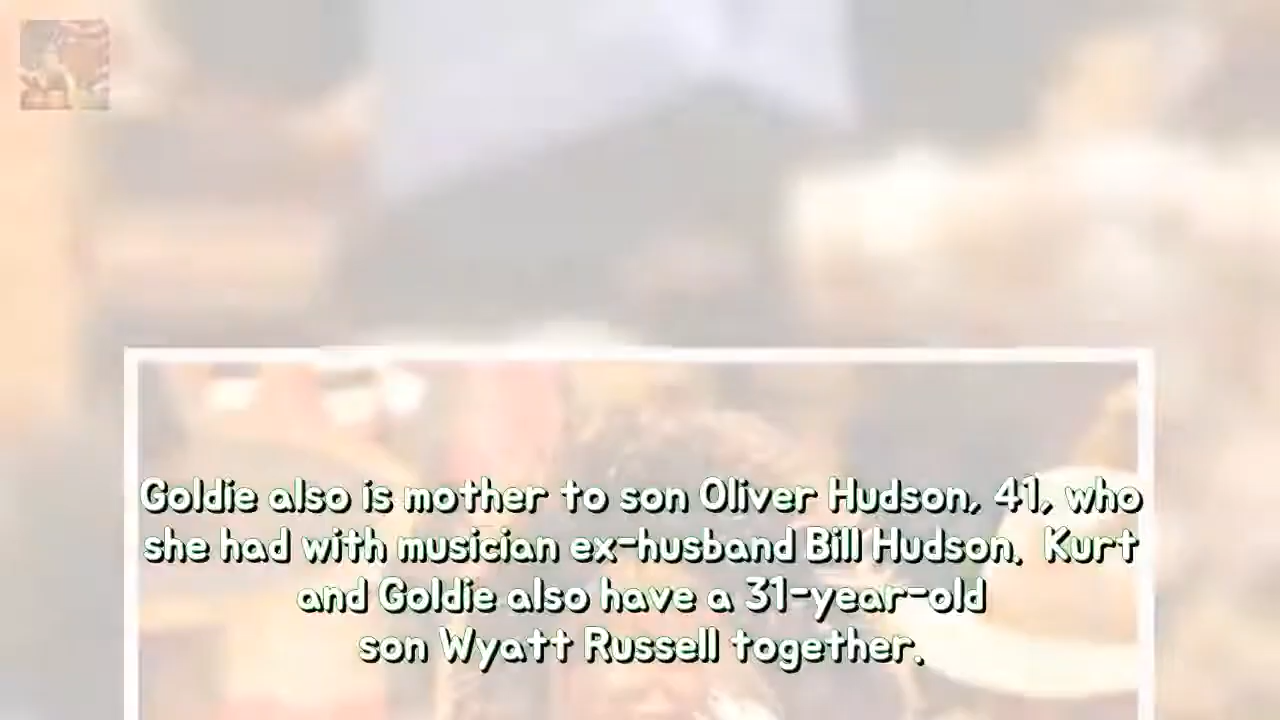 Goldie also is mother to son Oliver Hudson, 41, who
she had with musician ex-husband Bill Hudson.  Kurt
and Goldie also have a 31-year-old
son Wyatt Russell together.